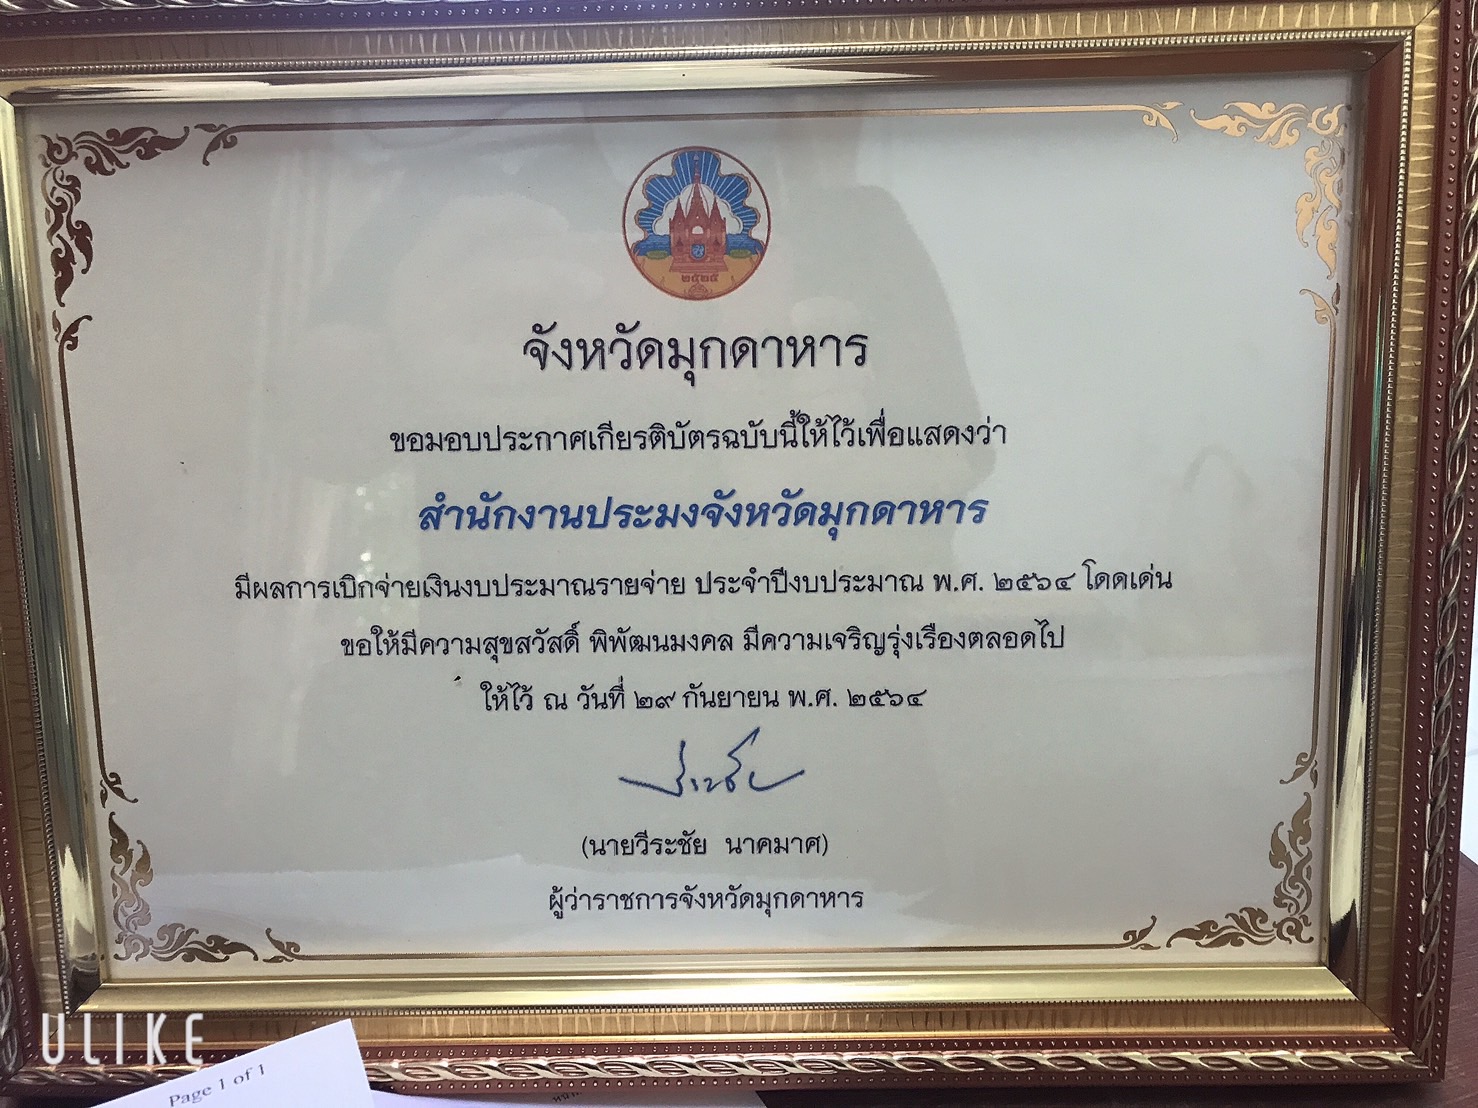 ๒๕๒๕
จังหวัดมุกดาหาร
ขอมอบประกาศเกียรติบัตรฉบับนี้ให้ไว้เพื่อแสดงว่า
สำนักงานประมงจังหวัดมุกดาหาร
มีผลการเบิกจ่ายเงินงบประมาณรายจ่าย ประจำปีงบประมาณ พ.ศ. ๒๕๖๔ โดดเด่น
ขอให้มีความสุขสวัสดิ์ พิพัฒนมงคล มีความเจริญรุ่งเรืองตลอดไป
ให้ไว้ ณ วันที่ ๒๙ กันยายน พ.ศ. ๒๕๖๔
(นายวีระชัย นาคมาศ)
ผู้ว่าราชการจังหวัดมุกดาหาร
ULIKE
Page 1 of 1